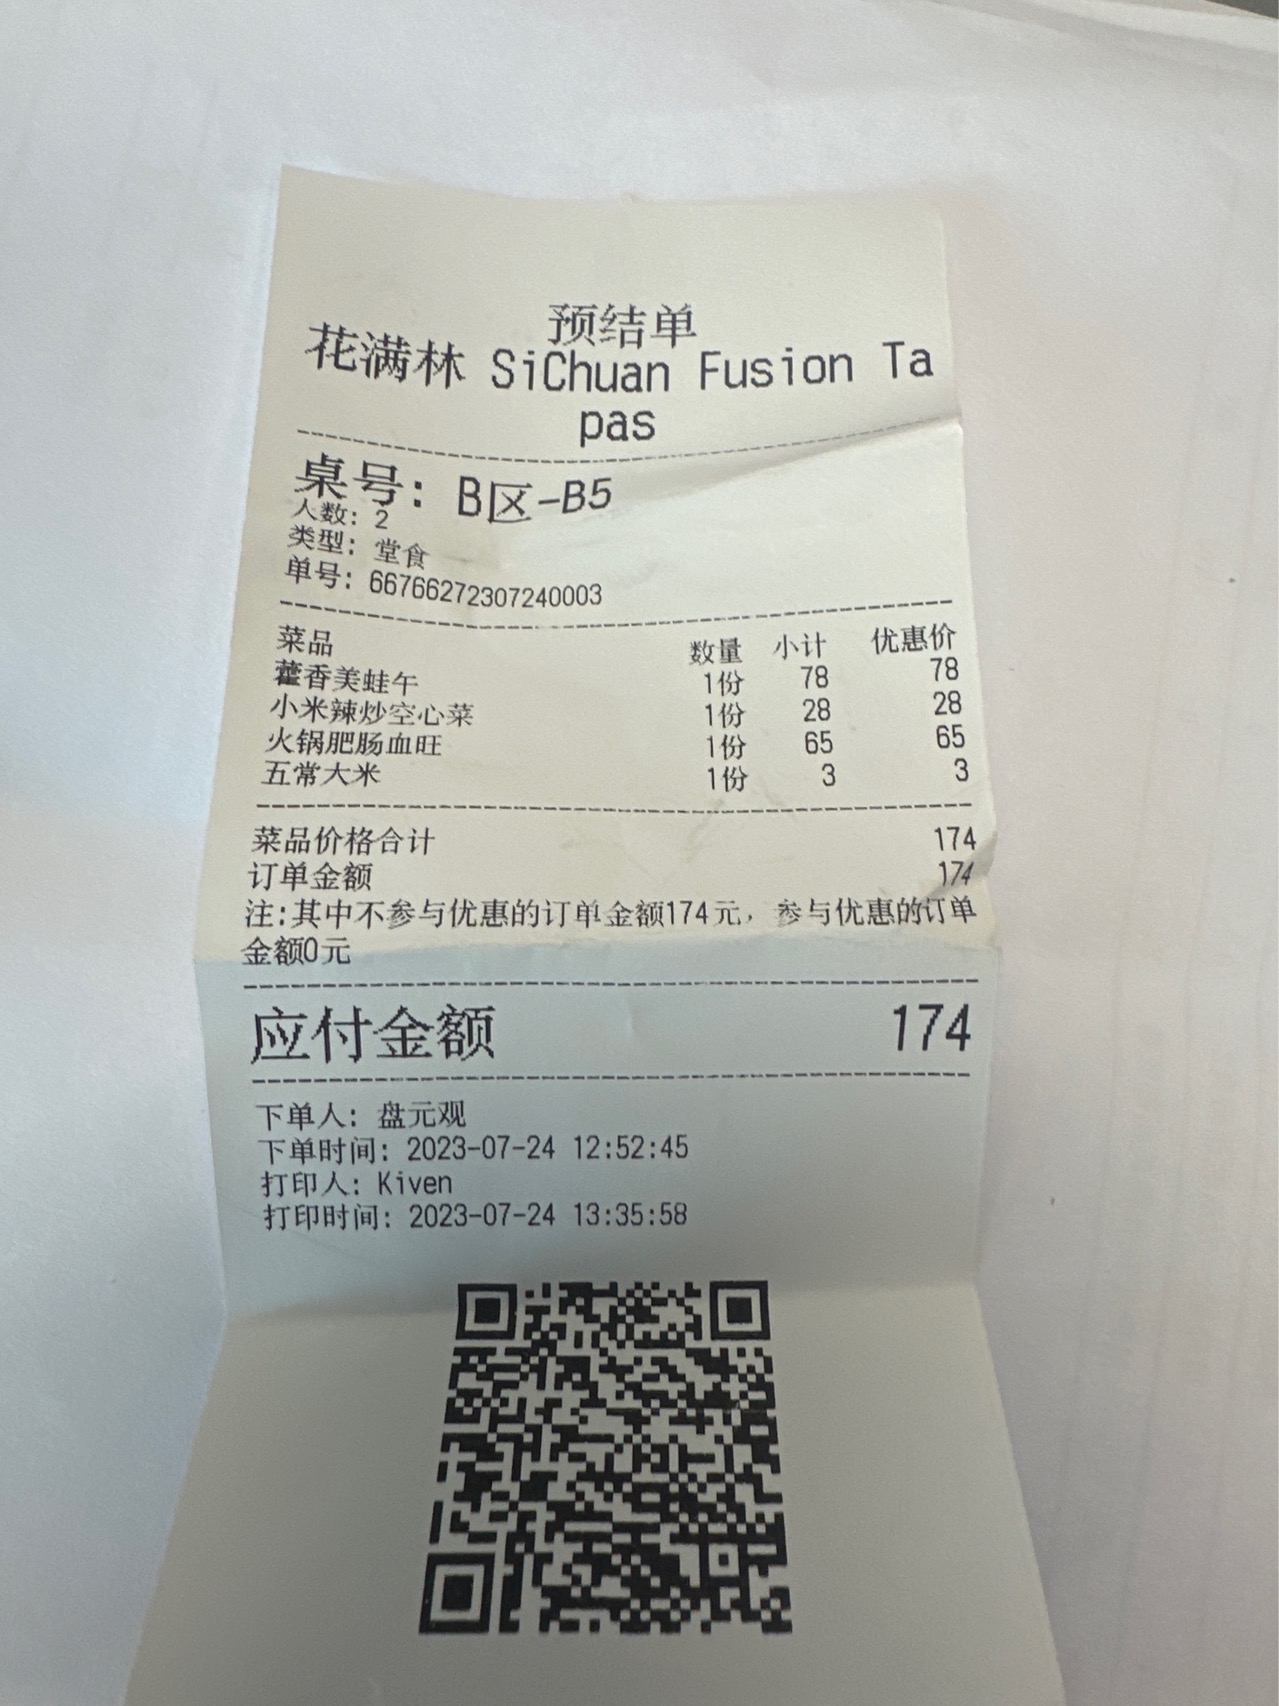 预结单
花满林 SiChuan Fusion Ta
pas
桌号: B区-B5
人数: 2
类型: 堂食
单号: 66766272307240003
菜品 数量 小计 优惠价
藿香美蛙午 1份 78 78
小米辣炒空心菜 1份 28 28
火锅肥肠血旺 1份 65 65
五常大米 1份 3 3
菜品价格合计 174
订单金额 174
注:其中不参与优惠的订单金额174元，参与优惠的订单
金额0元
应付金额 174
下单人: 盘元观
下单时间: 2023-07-24 12:52:45
打印人: Kiven
打印时间: 2023-07-24 13:35:58